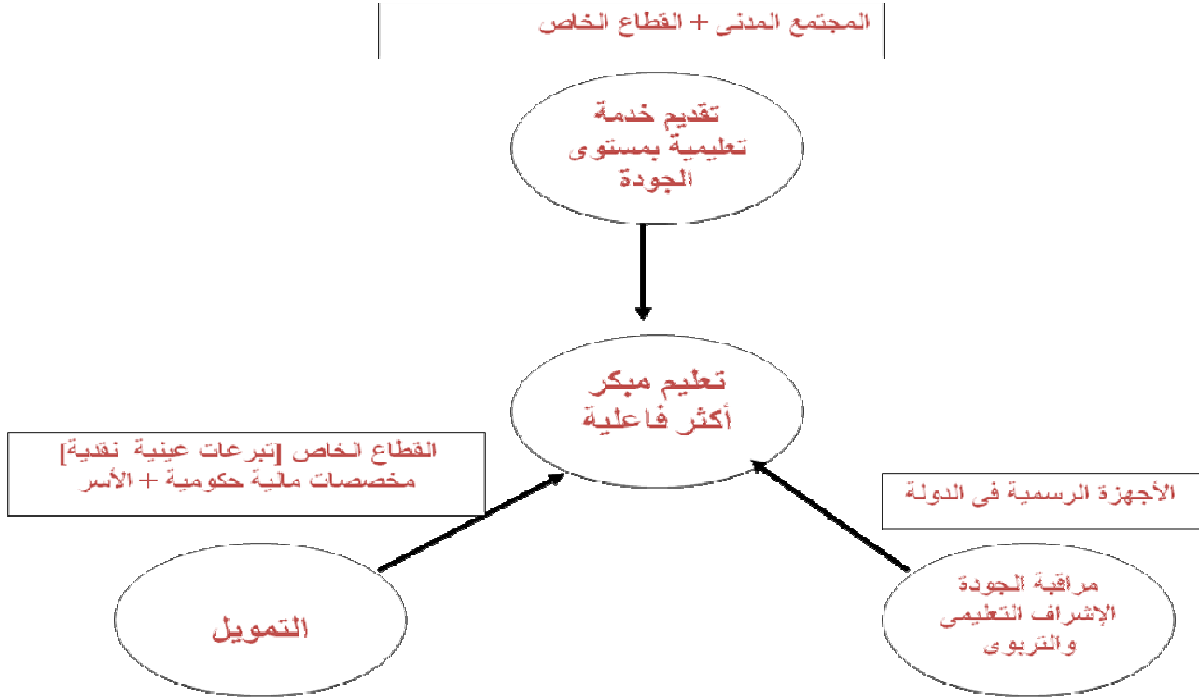 المجتمع المدنى + القطاع الخاص
تقديم خدمة
تعليمية بمستوى
الجودة
تعليم مبكر
أكثر فاعلية
القطاع الخاص [تبرعات عينية نقدية]
مخصصات مالية حكومية + الأسر
الأجهزة الرسمية فى الدولة
التمويل
مراقبة الجودة
الإشراف التعليمي
والتربوى